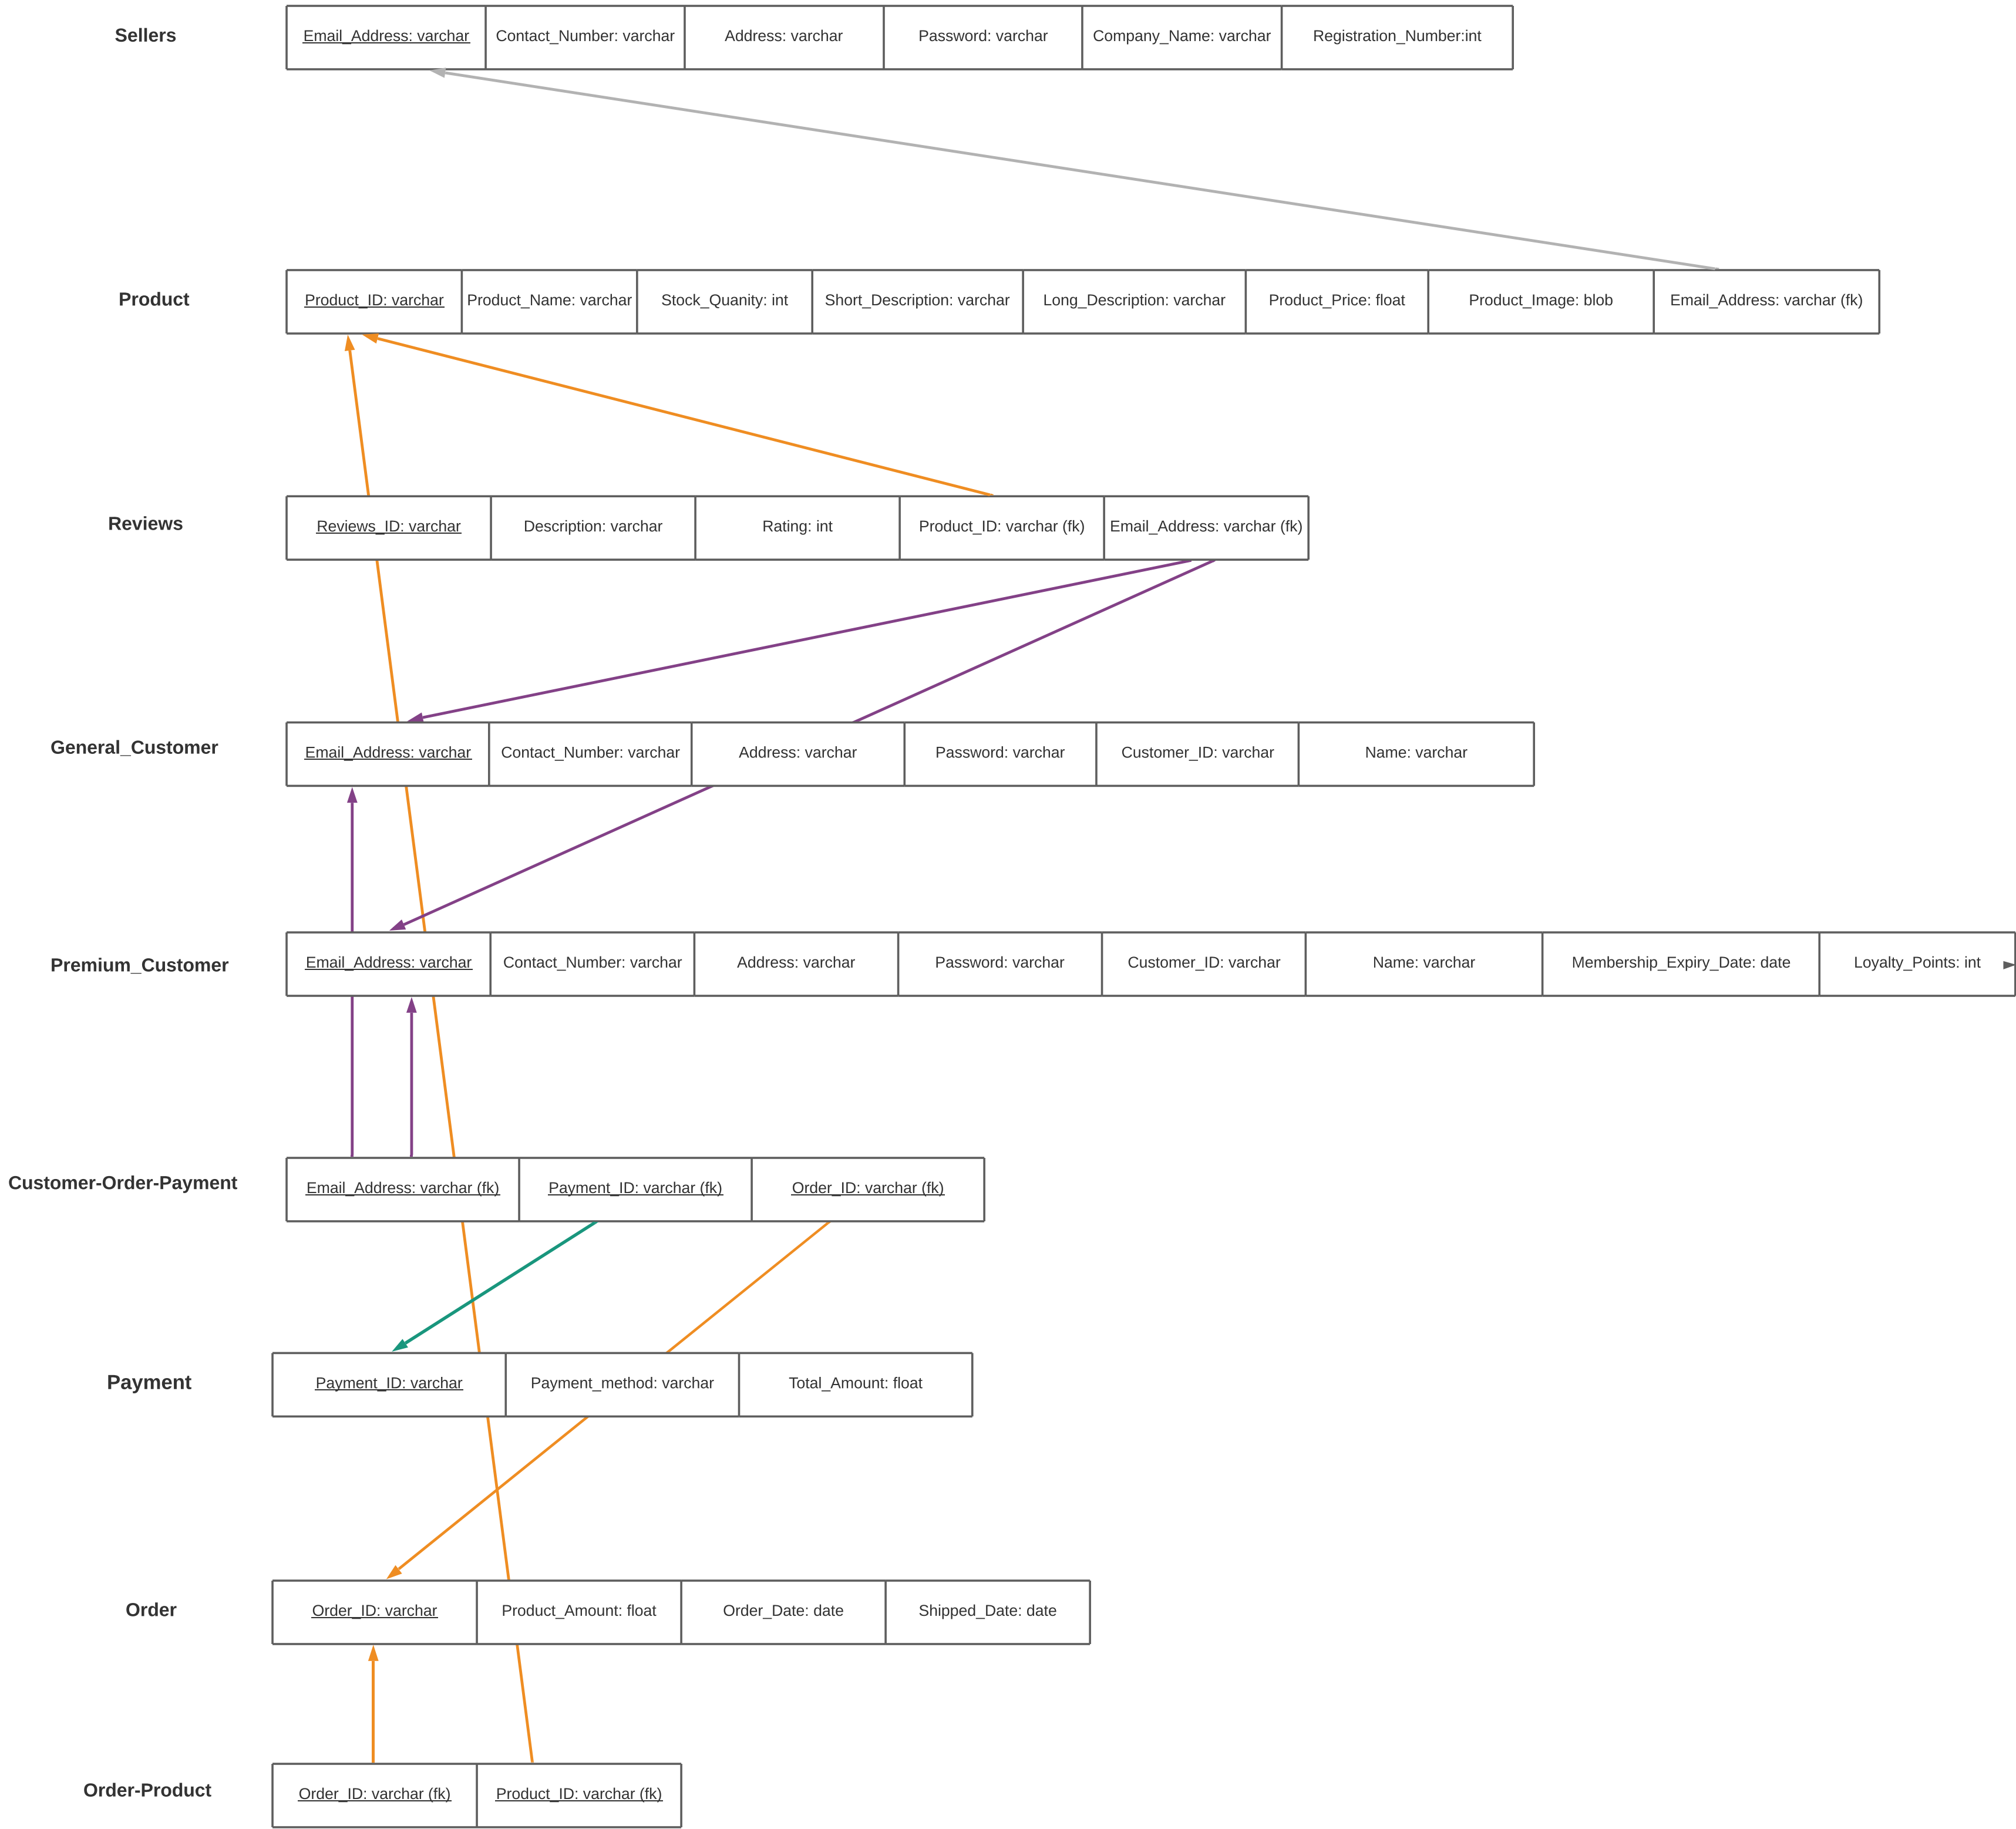 Sellers
Email_Address: varchar
Contact_Number: varchar
Address: varchar
Password: varchar
Company_Name: varchar
Registration_Number:int
Product
Product_ID: varchar
Product_Name: varchar
Stock_Quanity: int
Short_Description: varchar
Long_Description: varchar
Product_Price: float
Product_Image: blob
Email_Address: varchar (fk)
Reviews
Reviews_ID: varchar
Description: varchar
Rating: int
Product_ID: varchar (fk)
Email_Address: varchar (fk)
General_Customer
Email_Address: varchar
Contact_Number: varchar
Address: varchar
Password: varchar
Customer_ID: varchar
Name: varchar
Premium_Customer
Email_Address: varchar
Contact_Number: varchar
Address: varchar
Password: varchar
Customer_ID: varchar
Name: varchar
Membership_Expiry_Date: date
Loyalty_Points: int
Customer-Order-Payment
Email_Address: varchar (fk)
Payment_ID: varchar (fk)
Order_ID: varchar (fk)
Payment
Payment_ID: varchar
Payment_method: varchar
Total_Amount: float
Order
Order_ID: varchar
Product_Amount: float
Order_Date: date
Shipped_Date: date
Order-Product
Order_ID: varchar (fk)
Product_ID: varchar (fk)